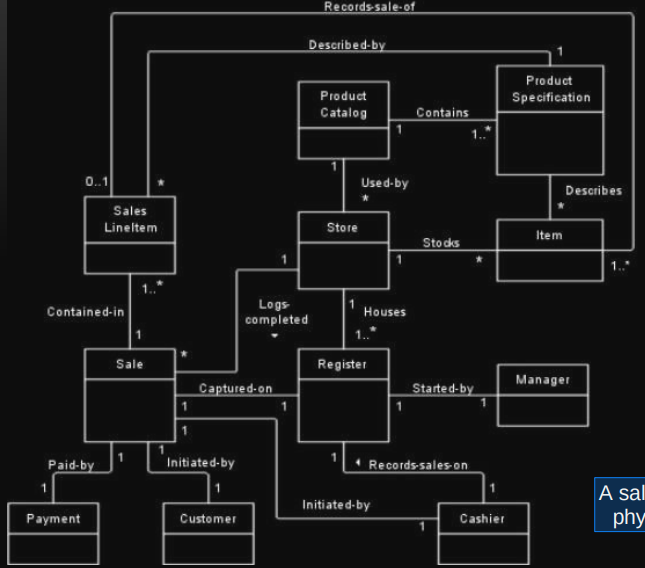 Records-sale-of
Described-by
1
Product
Specification
Product
Catalog
Contains
1
1..*
1
Used-by
*
0..1
*
Describes
*
Sales
LineItem
Store
Item
Stocks
1
1
*
1..*
1..*
Contained-in
1
Logs-
completed
1
Houses
1..*
Sale
*
Register
Manager
Captured-on
1
1
Started-by
1
1
1
Paid-by
1
1
Initiated-by
1
Records-sales-on
1
1
1
Initiated-by
1
Payment
Customer
Cashier
A sal
phy